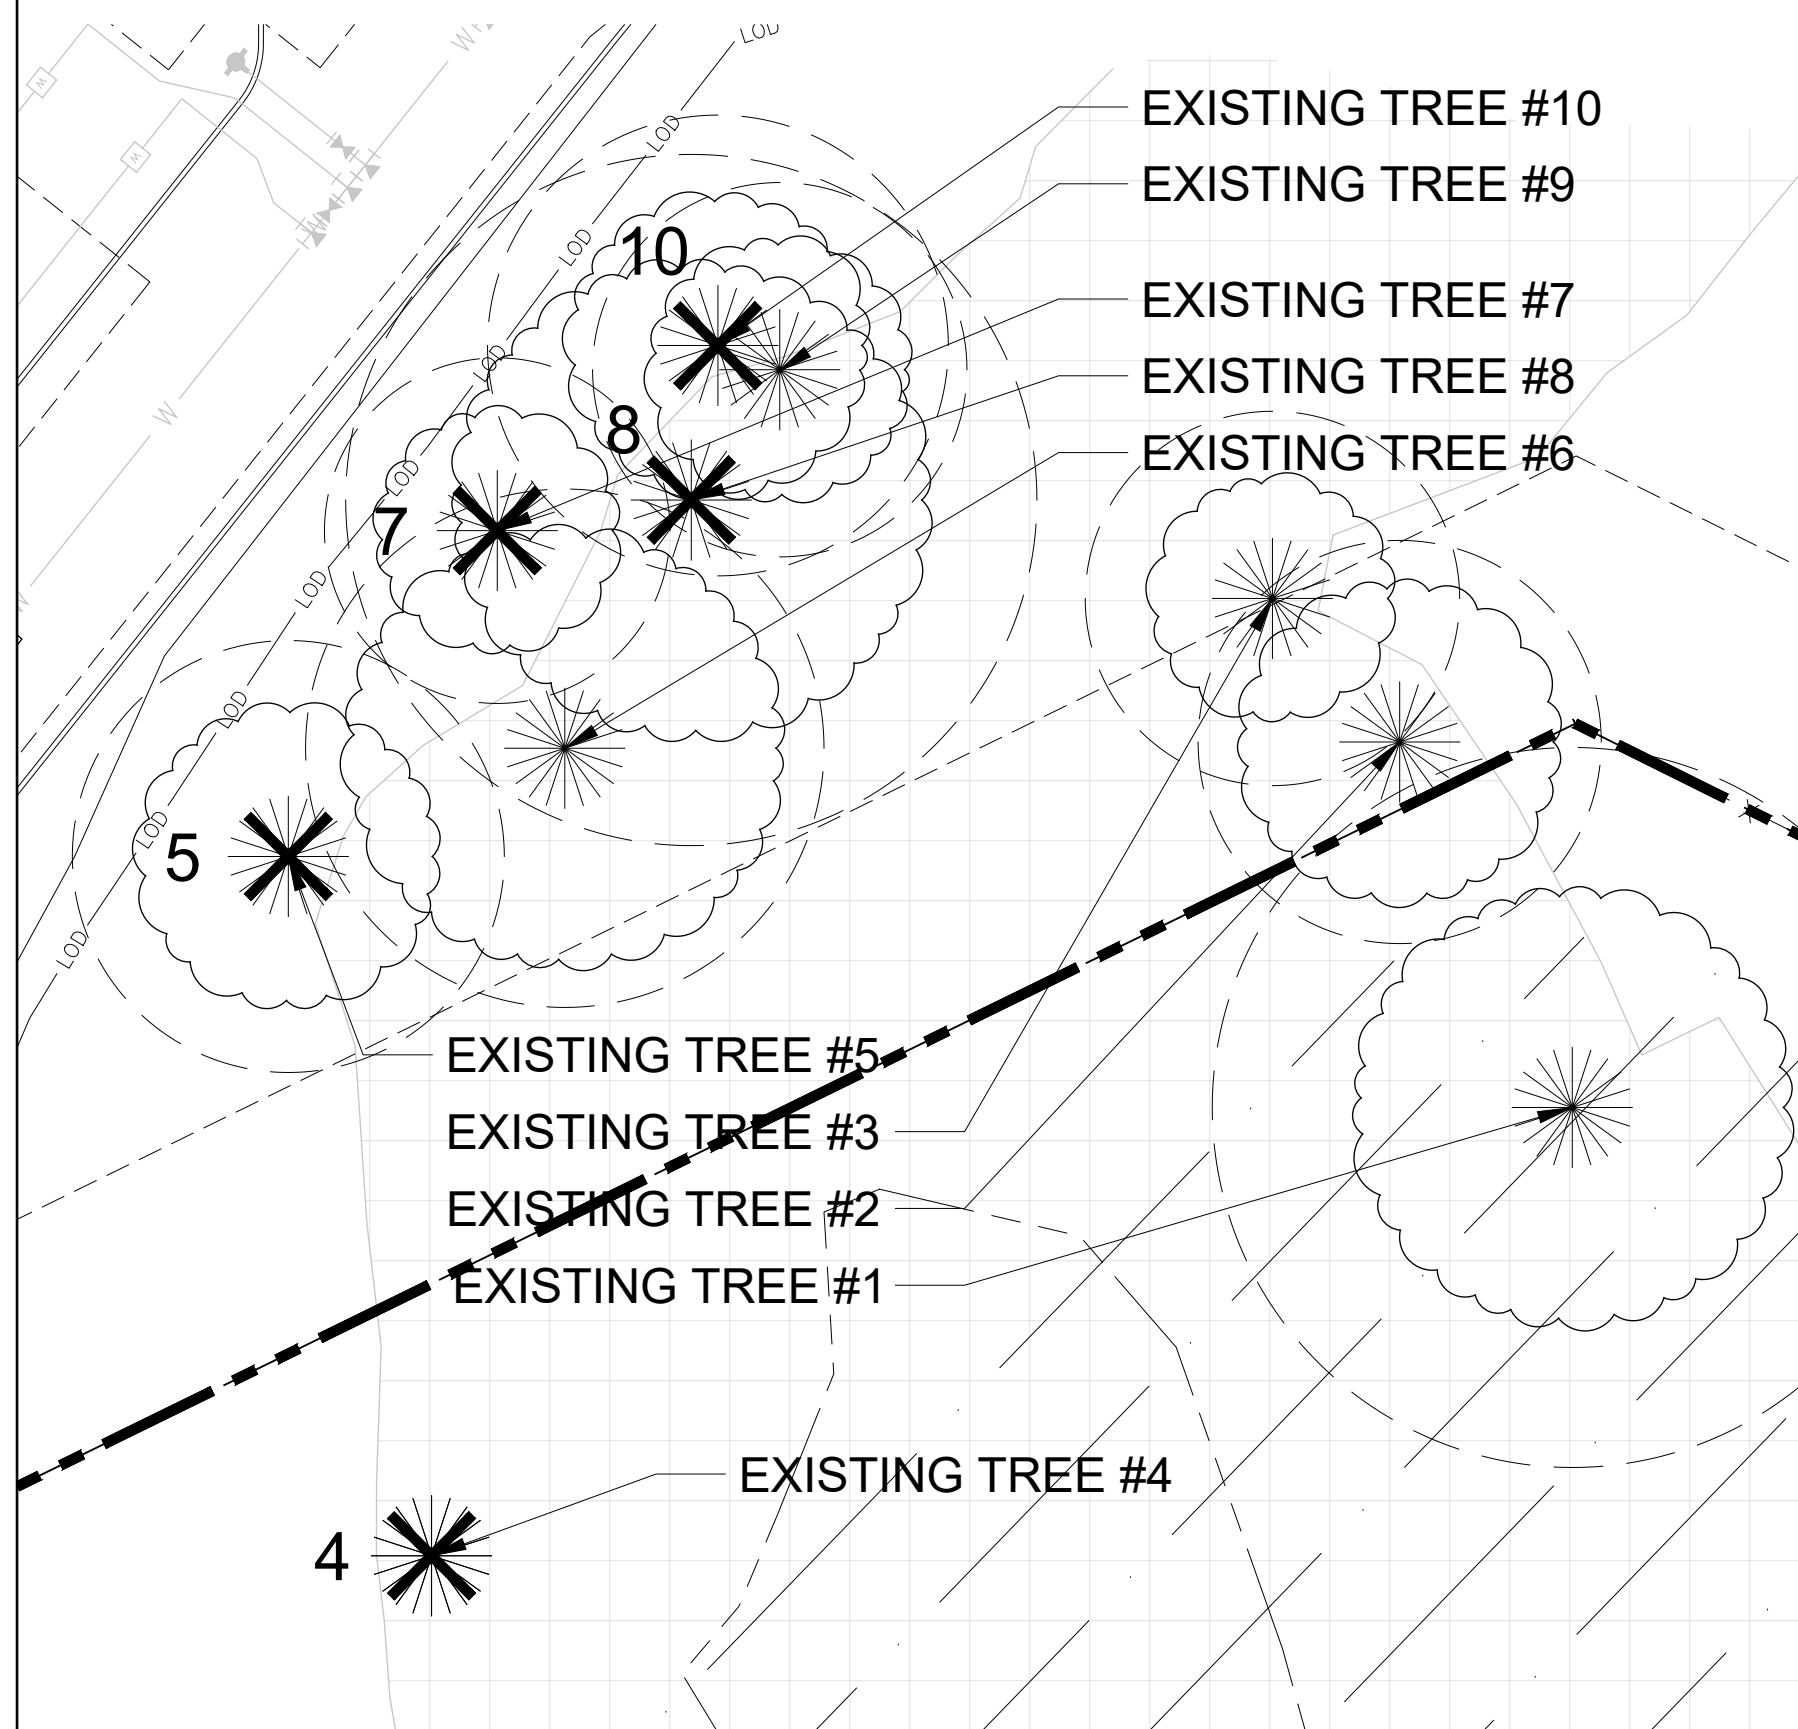 W
LOD
W
LOD
W
EXISTING TREE #10
EXISTING TREE #9
10
LOD
W
EXISTING TREE #7
LOD
EXISTING TREE #8
W
8
EXISTING TREE #6
LOD
7
LOD
W
LOD
LOD
5
LOD
EXISTING TREE #5
EXISTING TREE #3
EXISTING TREE #2
EXISTING TREE #1
EXISTING TREE #4
4